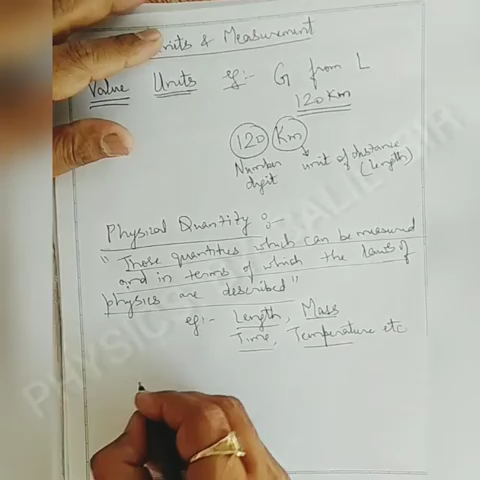 Units & Measurement
Value Units eg:- G from L
120 Km
120 Km
Number digit
unit of distance (Length)
Physical Quantity :-
"Those quantities which can be measured
and in terms of which the laws of
physics are described"
eg:- Length, Mass
Time, Temperature etc